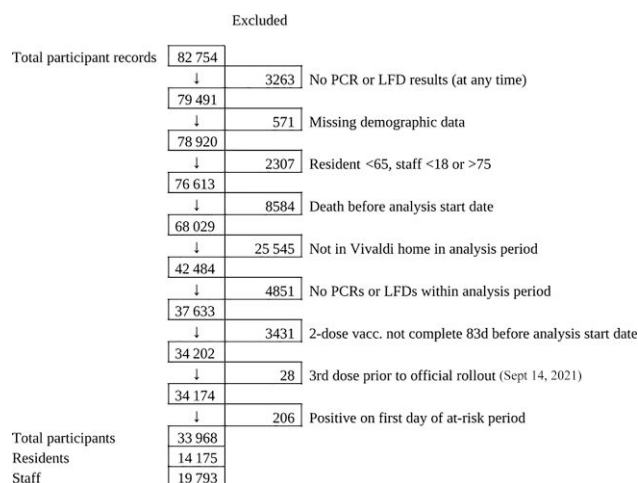 Excluded
Total participant records 82 754
↓ 3263 No PCR or LFD results (at any time)
79 491
↓ 571 Missing demographic data
78 920
↓ 2307 Resident <65, staff <18 or >75
76 613
↓ 8584 Death before analysis start date
68 029
↓ 25 545 Not in Vivaldi home in analysis period
42 484
↓ 4851 No PCRs or LFDs within analysis period
37 633
↓ 3431 2-dose vacc. not complete 83d before analysis start date
34 202
↓ 28 3rd dose prior to official rollout (Sept 14, 2021)
34 174
↓ 206 Positive on first day of at-risk period
Total participants 33 968
Residents 14 175
Staff 19 793